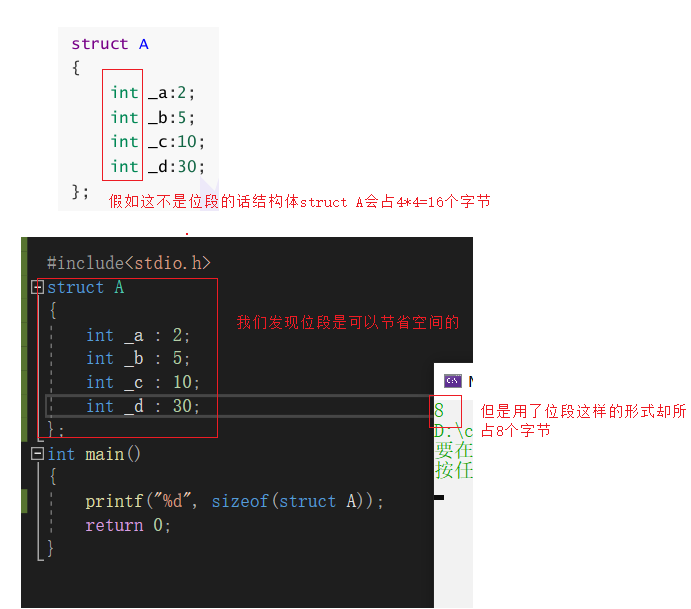 struct A
{
int _a:2;
int _b:5;
int _c:10;
int _d:30;
};
假如这不是位段的话结构体struct A会占4*4=16个字节
#include<stdio.h>
struct A
{
int _a : 2;
int _b : 5;
int _c : 10;
int _d : 30;
};
int main()
{
printf("%d", sizeof(struct A));
return 0;
}
我们发现位段是可以节省空间的
8
D:\c
要在
按任
但是用了位段这样的形式却所
占8个字节